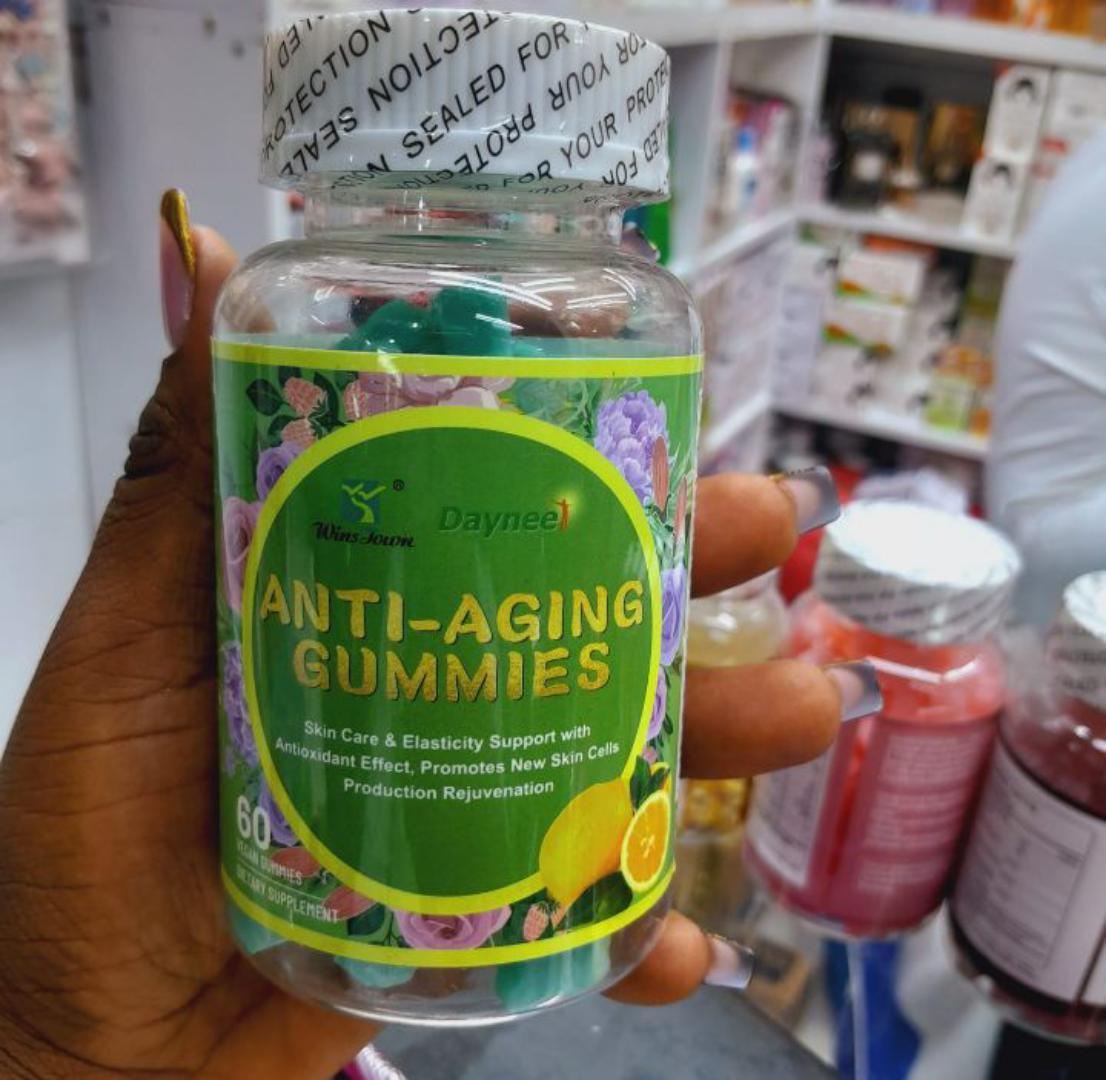 SEALED FOR YOUR PROTECTION
Wins Town ®
Dayneel
ANTI-AGING
GUMMIES
Skin Care & Elasticity Support with
Antioxidant Effect, Promotes New Skin Cells
Production Rejuvenation
60
VEGAN GUMMIES
DIETARY SUPPLEMENT